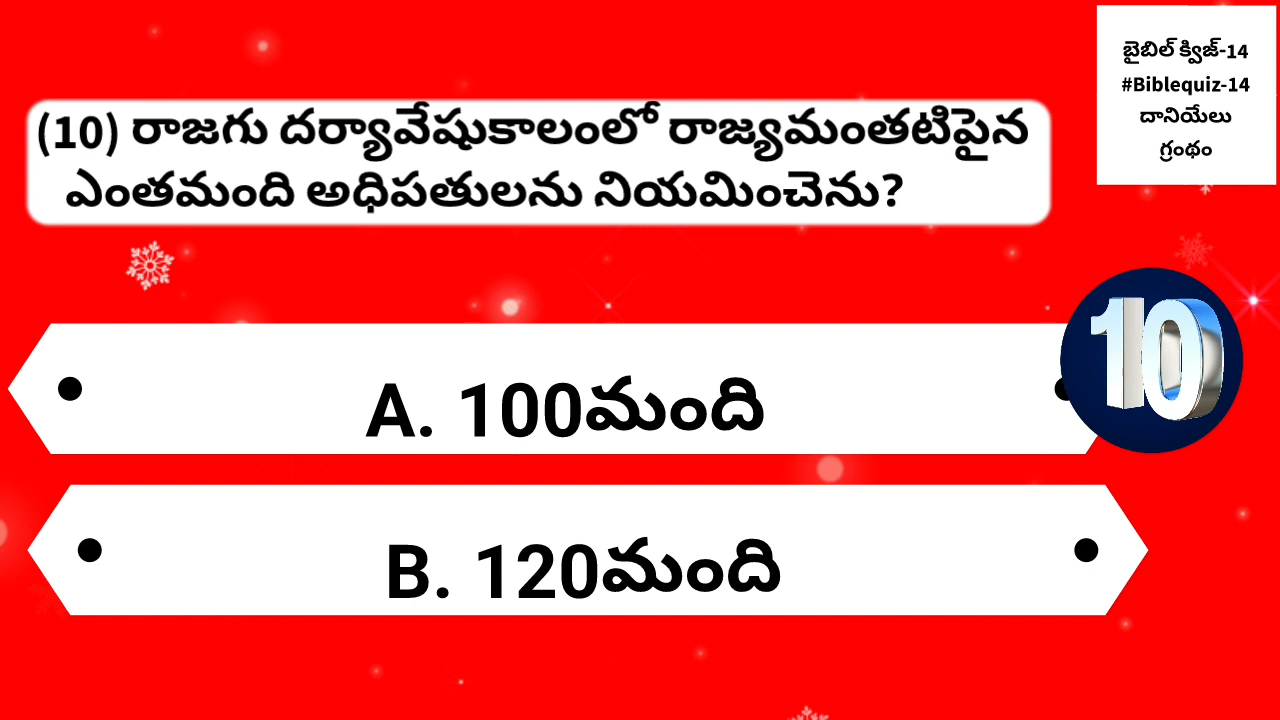 బైబిల్ క్విజ్-14
#Biblequiz-14
దానియేలు
గ్రంథం
(10) రాజగు దర్యావేషుకాలంలో రాజ్యమంతటిపైన
ఎంతమంది అధిపతులను నియమించెను?
10
A. 100మంది
B. 120మంది